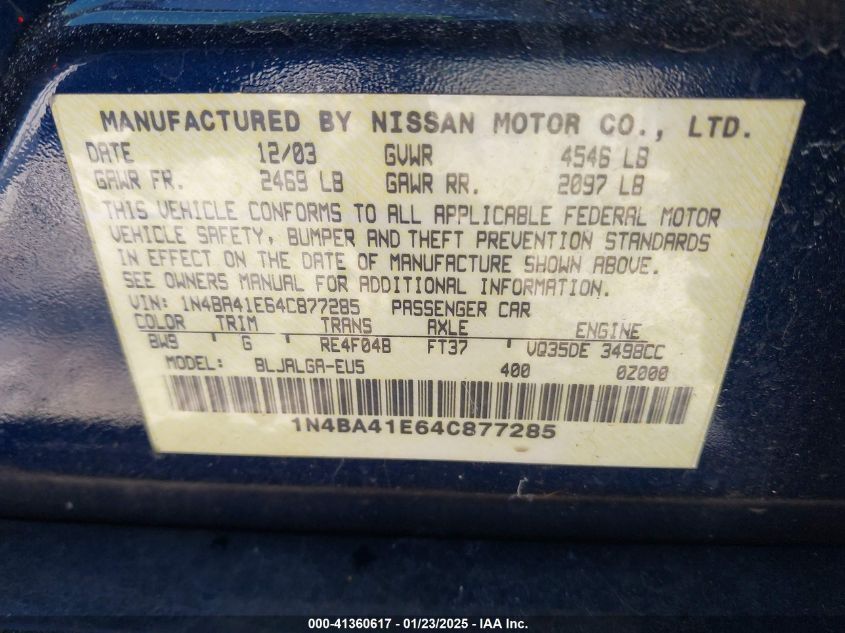 MANUFACTURED BY NISSAN MOTOR CO., LTD.
DATE 12/03 GVWR 4546 LB
GAWR FR. 2469 LB GAWR RR. 2097 LB
THIS VEHICLE CONFORMS TO ALL APPLICABLE FEDERAL MOTOR
VEHICLE SAFETY, BUMPER AND THEFT PREVENTION STANDARDS
IN EFFECT ON THE DATE OF MANUFACTURE SHOWN ABOVE.
SEE OWNERS MANUAL FOR ADDITIONAL INFORMATION.
VIN: 1N4BA41E64C877285 PASSENGER CAR
COLOR TRIM TRANS AXLE ENGINE
BW9 G RE4F04B FT37 VQ35DE 3498CC
MODEL: BLJALGA-EU5 400 0Z000
1N4BA41E64C877285
000-41360617 - 01/23/2025 - IAA Inc.